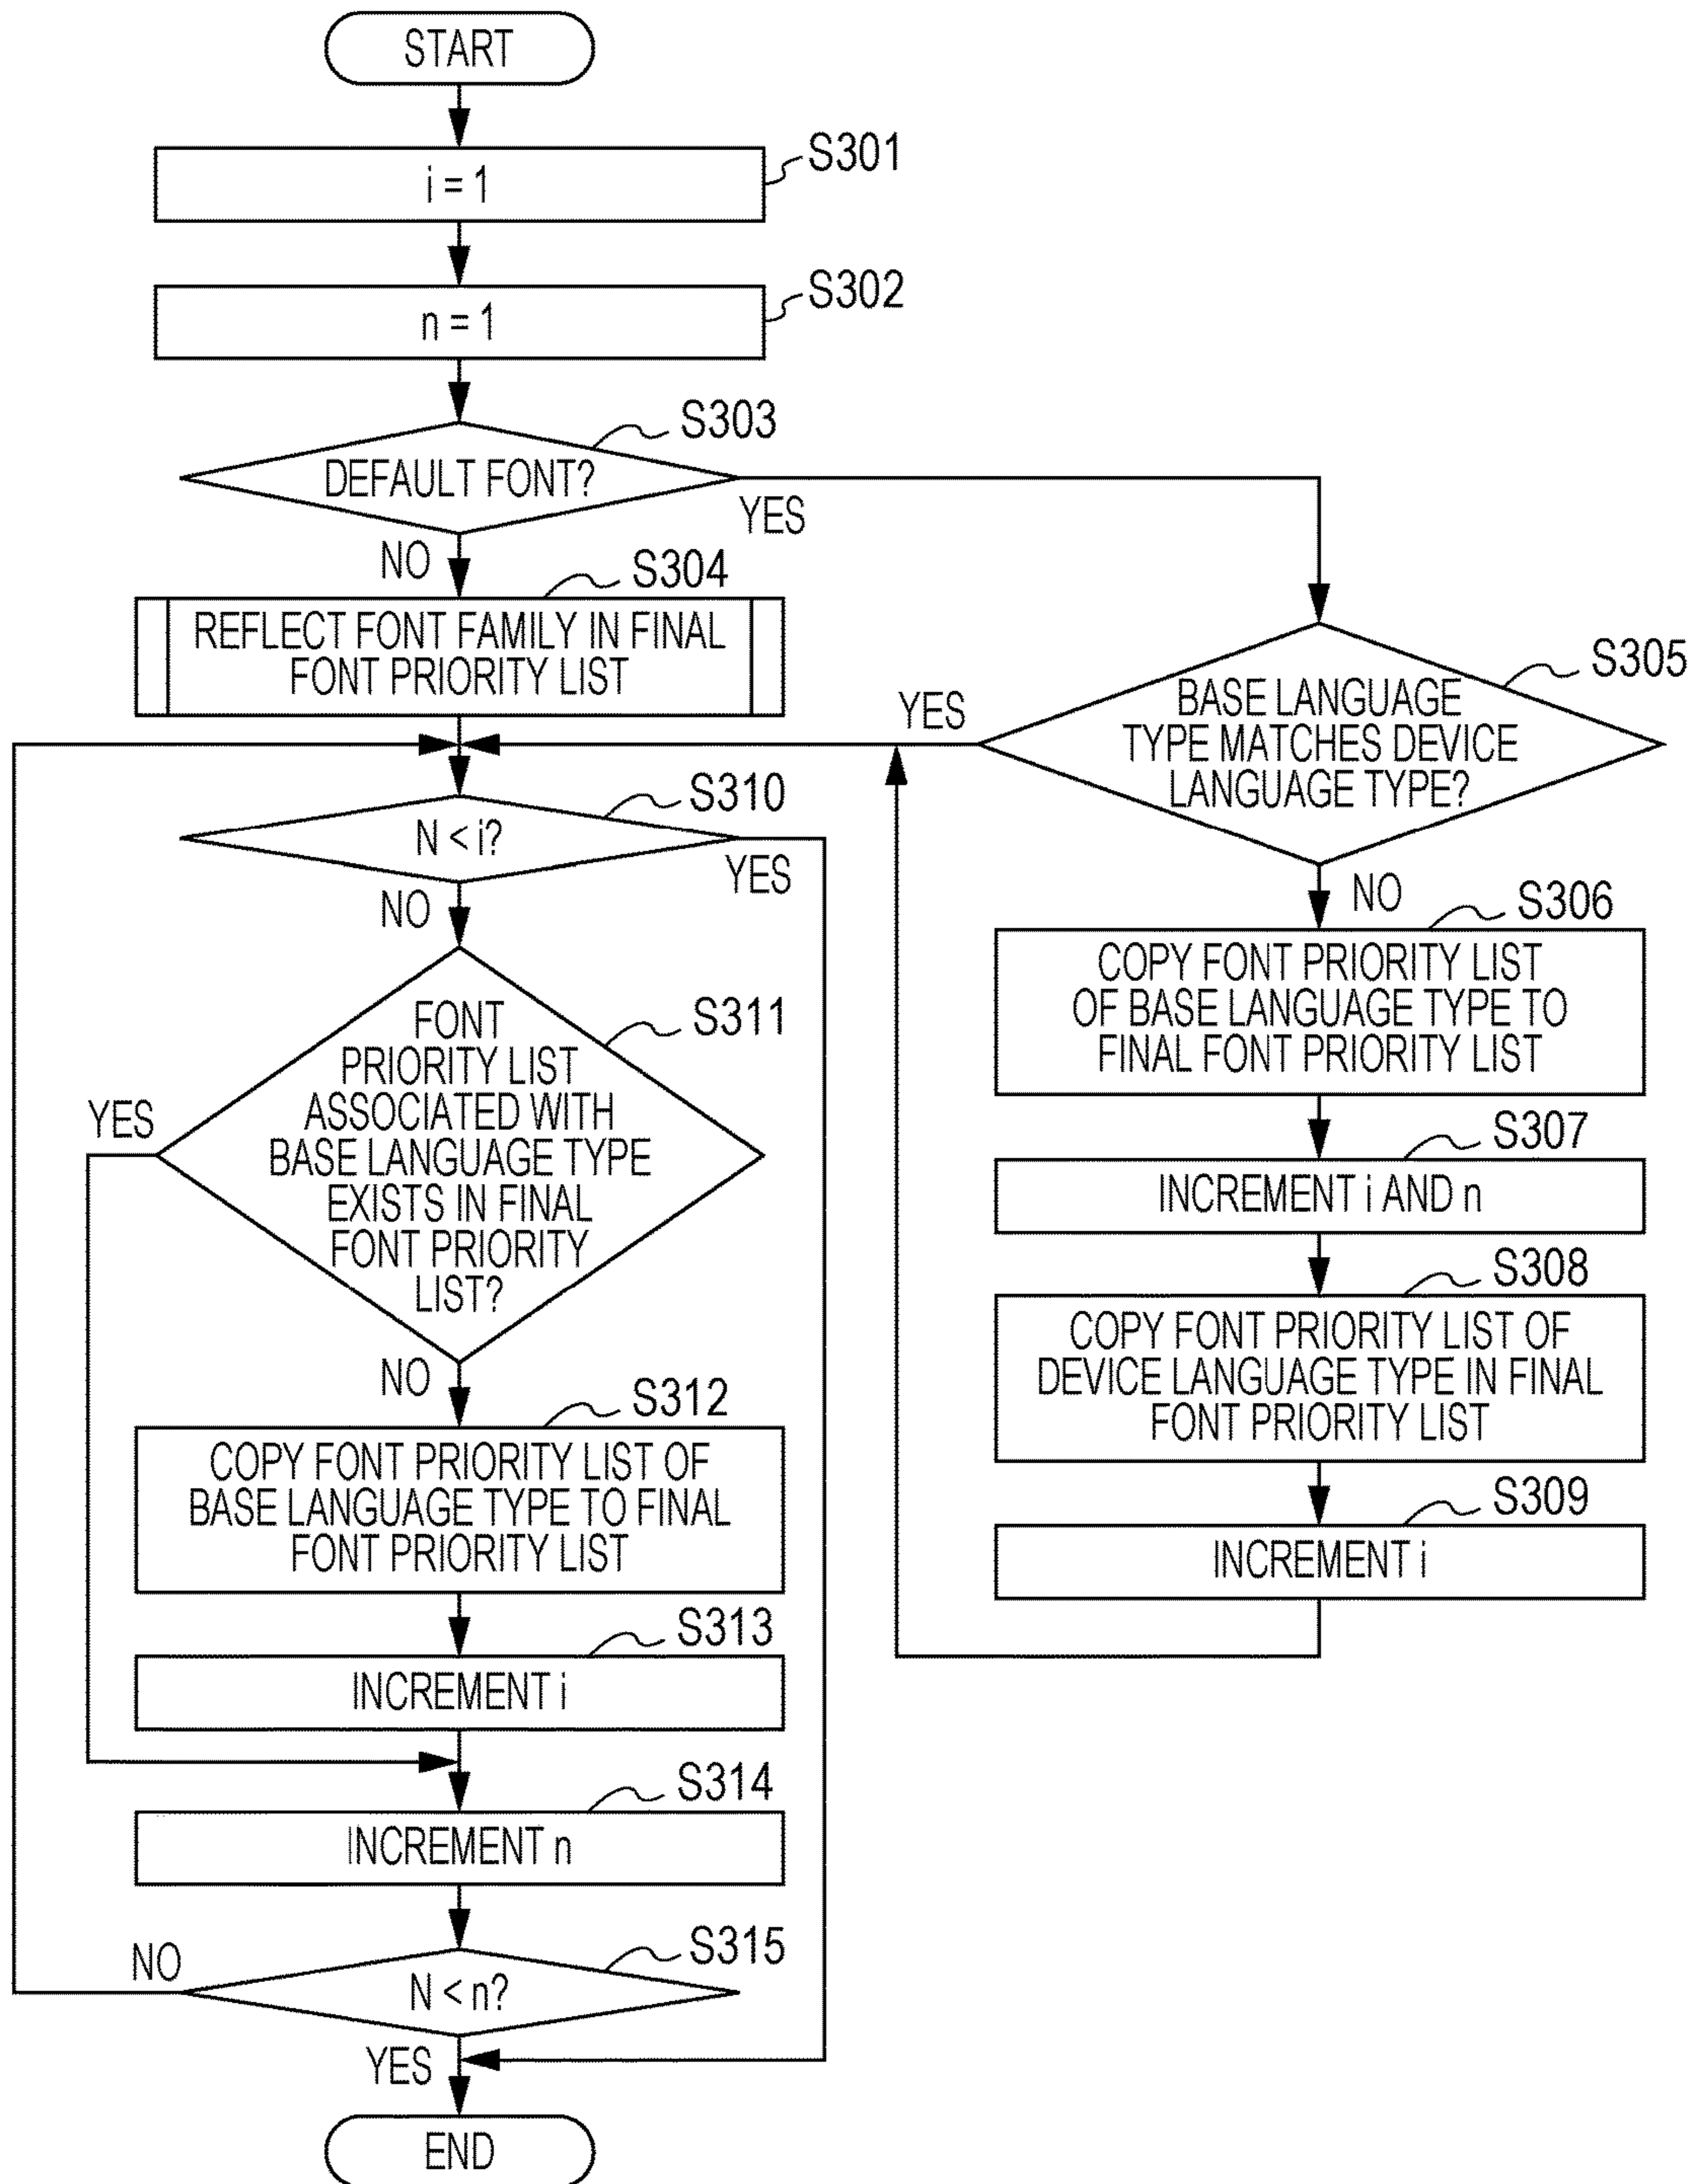 START
S301
i = 1
S302
n = 1
S303
DEFAULT FONT?
YES
NO
S304
REFLECT FONT FAMILY IN FINAL
FONT PRIORITY LIST
S305
BASE LANGUAGE
TYPE MATCHES DEVICE
LANGUAGE TYPE?
YES
NO
S306
COPY FONT PRIORITY LIST
OF BASE LANGUAGE TYPE TO
FINAL FONT PRIORITY LIST
S307
INCREMENT i AND n
S308
COPY FONT PRIORITY LIST OF
DEVICE LANGUAGE TYPE IN FINAL
FONT PRIORITY LIST
S309
INCREMENT i
S310
N < i?
YES
NO
S311
FONT
PRIORITY LIST
ASSOCIATED WITH
BASE LANGUAGE TYPE
EXISTS IN FINAL
FONT PRIORITY
LIST?
YES
NO
S312
COPY FONT PRIORITY LIST OF
BASE LANGUAGE TYPE TO FINAL
FONT PRIORITY LIST
S313
INCREMENT i
S314
INCREMENT n
S315
N < n?
NO
YES
END